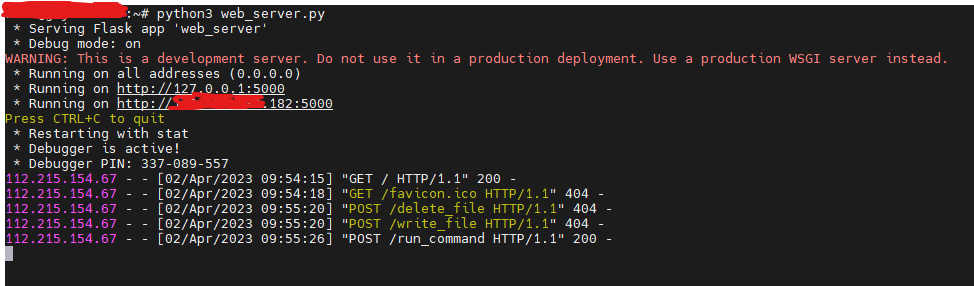 :~# python3 web_server.py
* Serving Flask app 'web_server'
* Debug mode: on
WARNING: This is a development server. Do not use it in a production deployment. Use a production WSGI server instead.
* Running on all addresses (0.0.0.0)
* Running on http://127.0.0.1:5000
* Running on http:// .182:5000
Press CTRL+C to quit
* Restarting with stat
* Debugger is active!
* Debugger PIN: 337-089-557
112.215.154.67 - - [02/Apr/2023 09:54:15] "GET / HTTP/1.1" 200 -
112.215.154.67 - - [02/Apr/2023 09:54:18] "GET /favicon.ico HTTP/1.1" 404 -
112.215.154.67 - - [02/Apr/2023 09:55:20] "POST /delete_file HTTP/1.1" 404 -
112.215.154.67 - - [02/Apr/2023 09:55:20] "POST /write_file HTTP/1.1" 404 -
112.215.154.67 - - [02/Apr/2023 09:55:26] "POST /run_command HTTP/1.1" 200 -